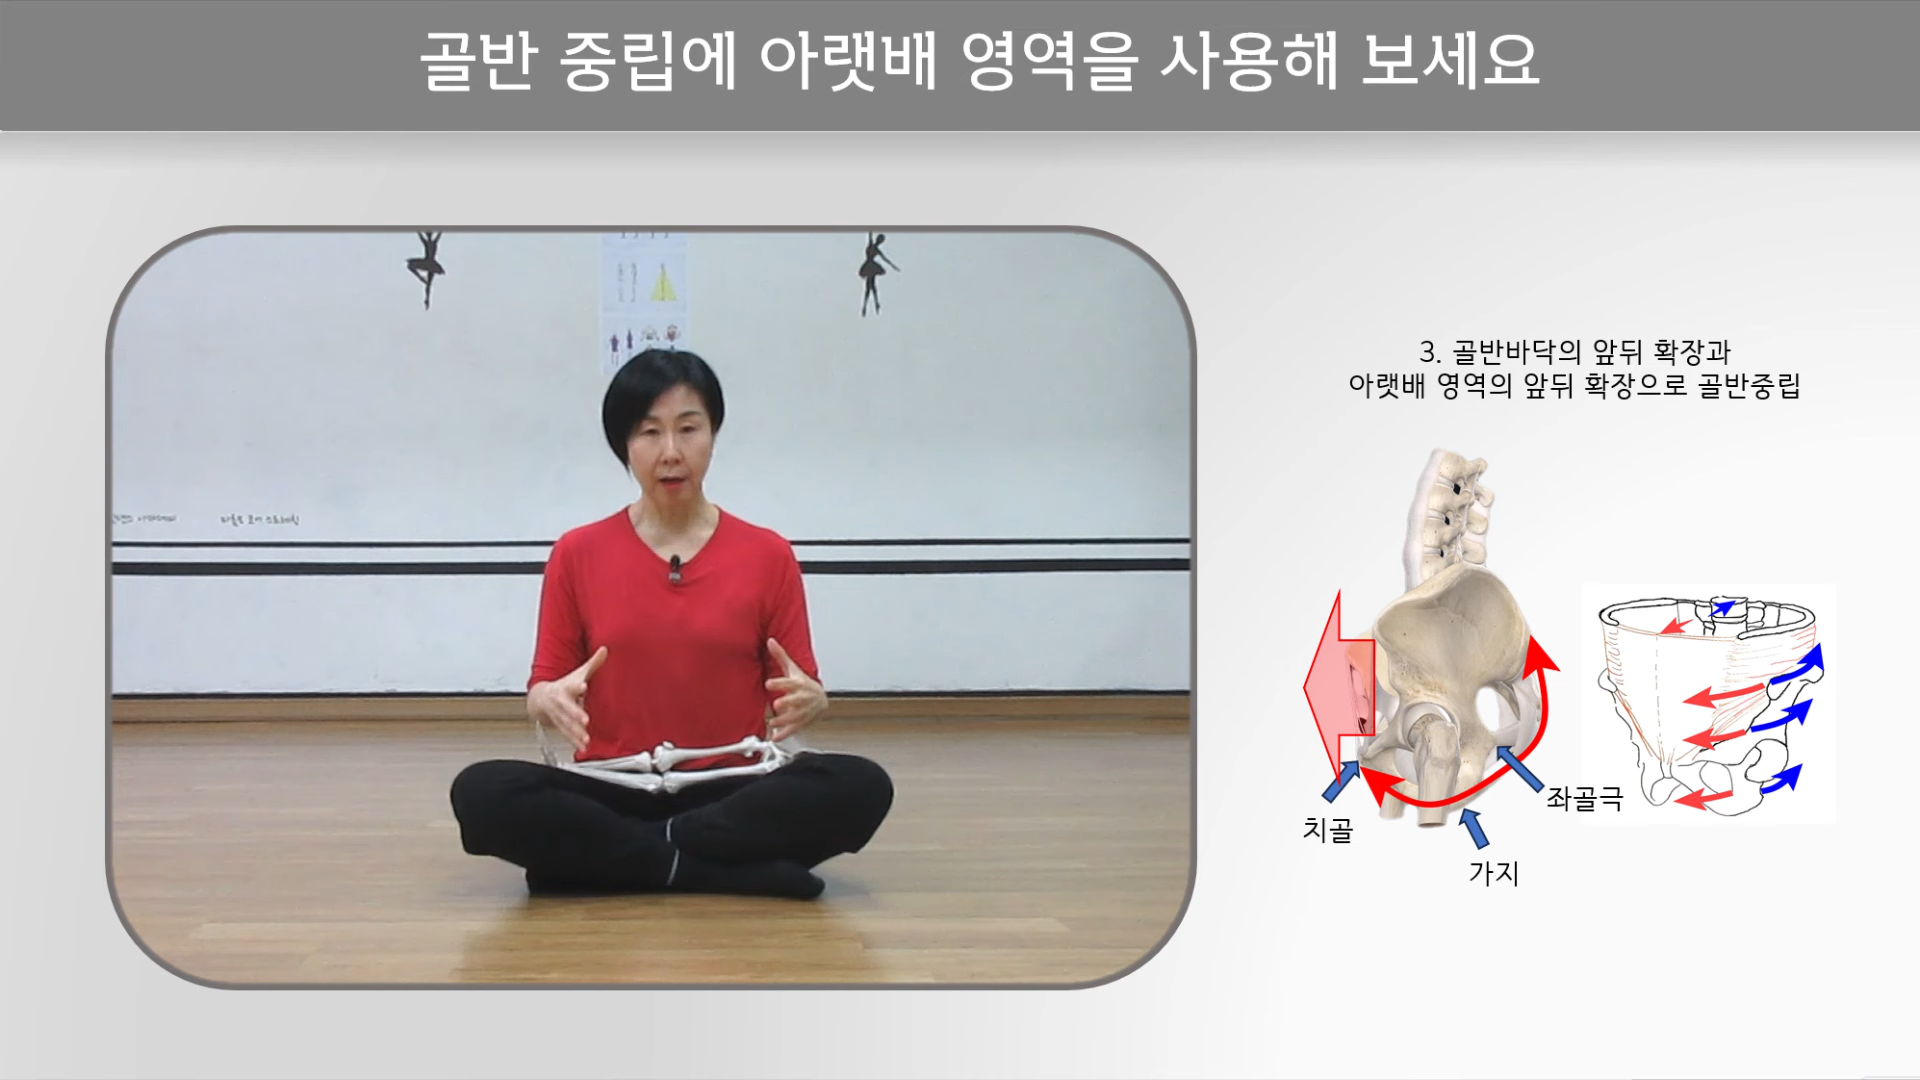 골반 중립에 아랫배 영역을 사용해 보세요
3. 골반바닥의 앞뒤 확장과
아랫배 영역의 앞뒤 확장으로 골반중립
좌골극
치골
가지